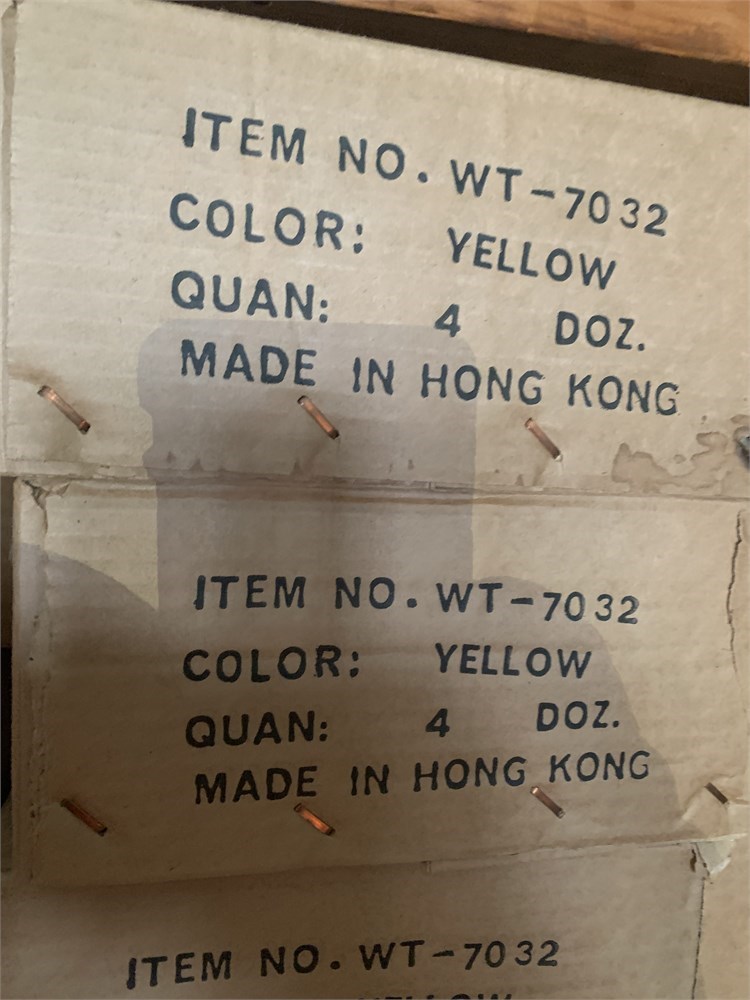 ITEM NO. WT-7032
COLOR: YELLOW
QUAN: 4 DOZ.
MADE IN HONG KONG
ITEM NO. WT-7032
COLOR: YELLOW
QUAN: 4 DOZ.
MADE IN HONG KONG
ITEM NO. WT-7032